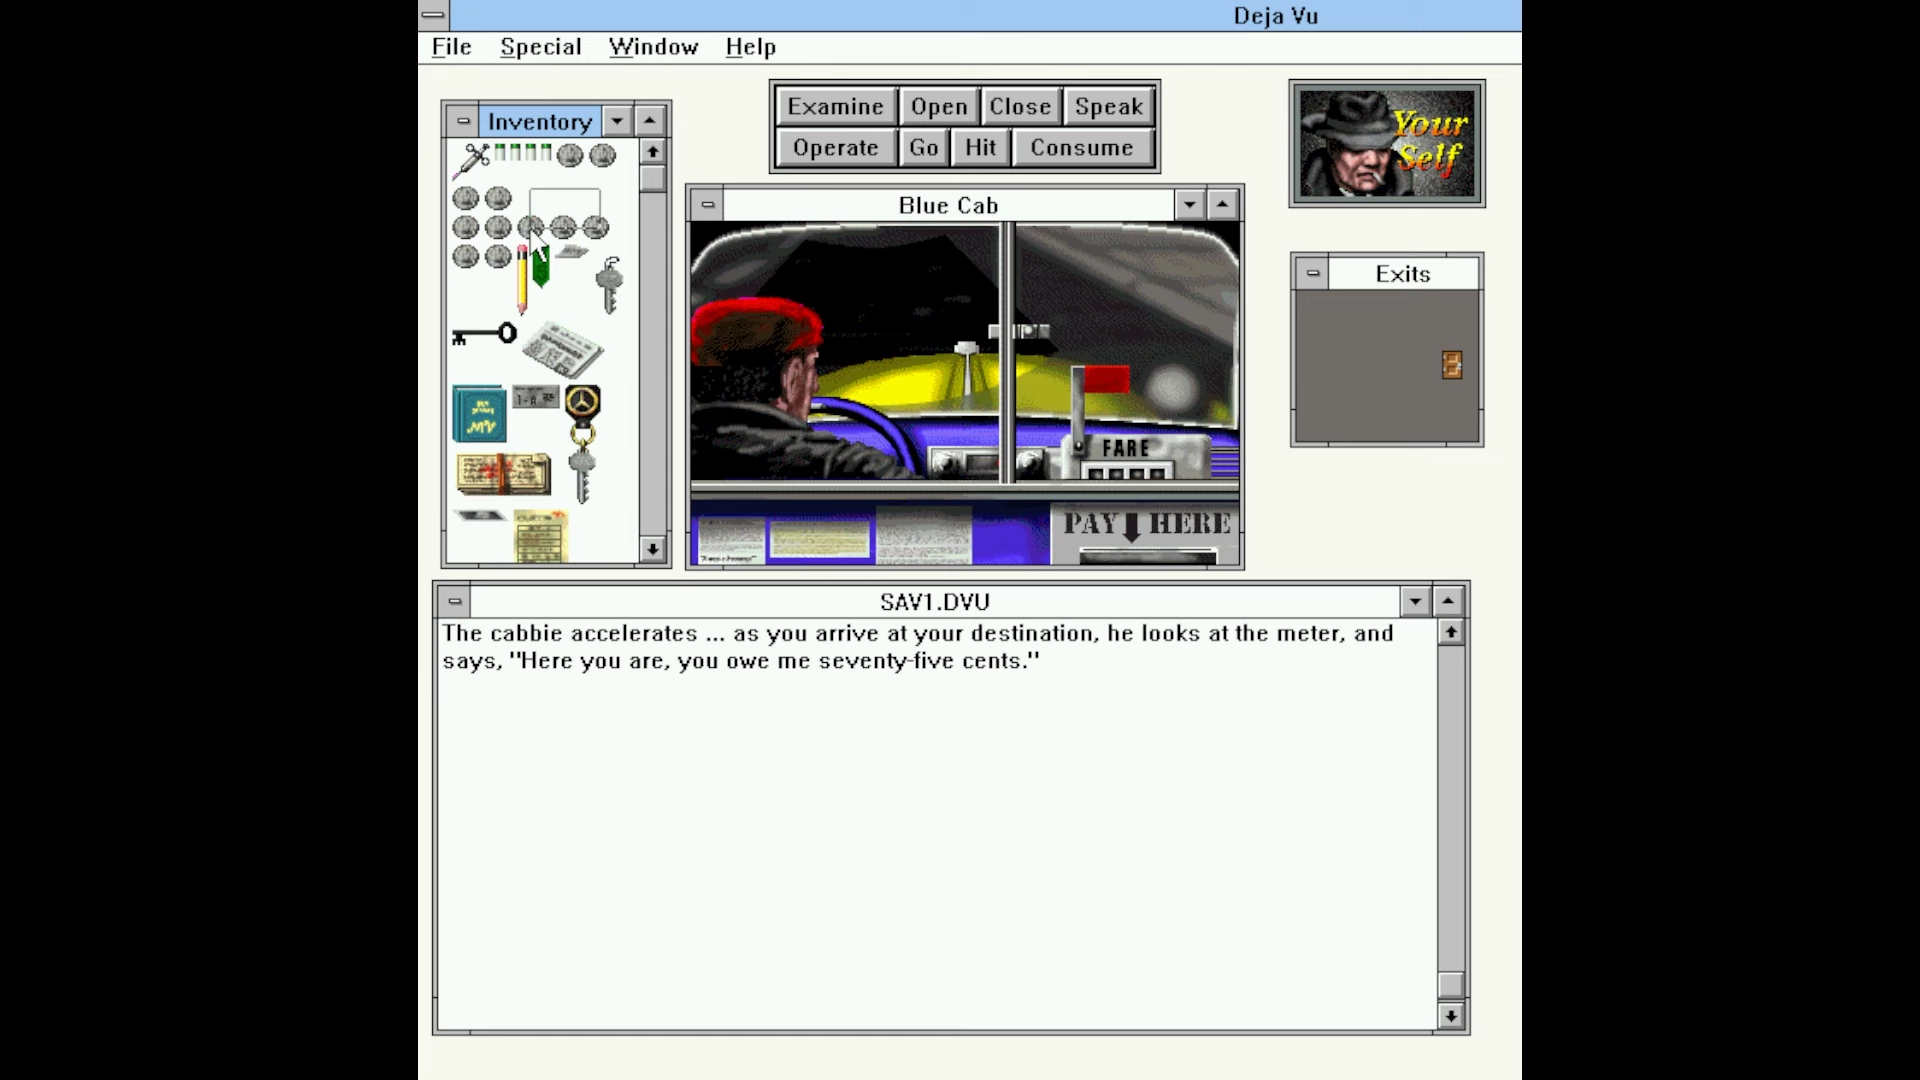 Deja Vu
File Special Window Help
Inventory
Examine Open Close Speak
Operate Go Hit Consume
Your
Self
Blue Cab
Exits
FARE
PAY HERE
SAV1.DVU
The cabbie accelerates ... as you arrive at your destination, he looks at the meter, and
says, "Here you are, you owe me seventy-five cents."